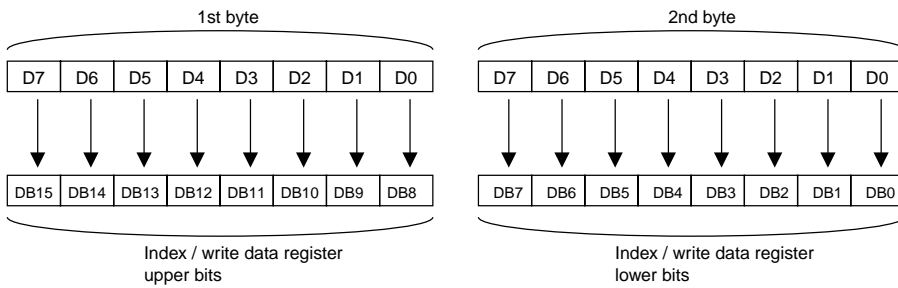 1st byte
2nd byte
D7 D6 D5 D4 D3 D2 D1 D0
D7 D6 D5 D4 D3 D2 D1 D0
DB15 DB14 DB13 DB12 DB11 DB10 DB9 DB8
DB7 DB6 DB5 DB4 DB3 DB2 DB1 DB0
Index / write data register
upper bits
Index / write data register
lower bits